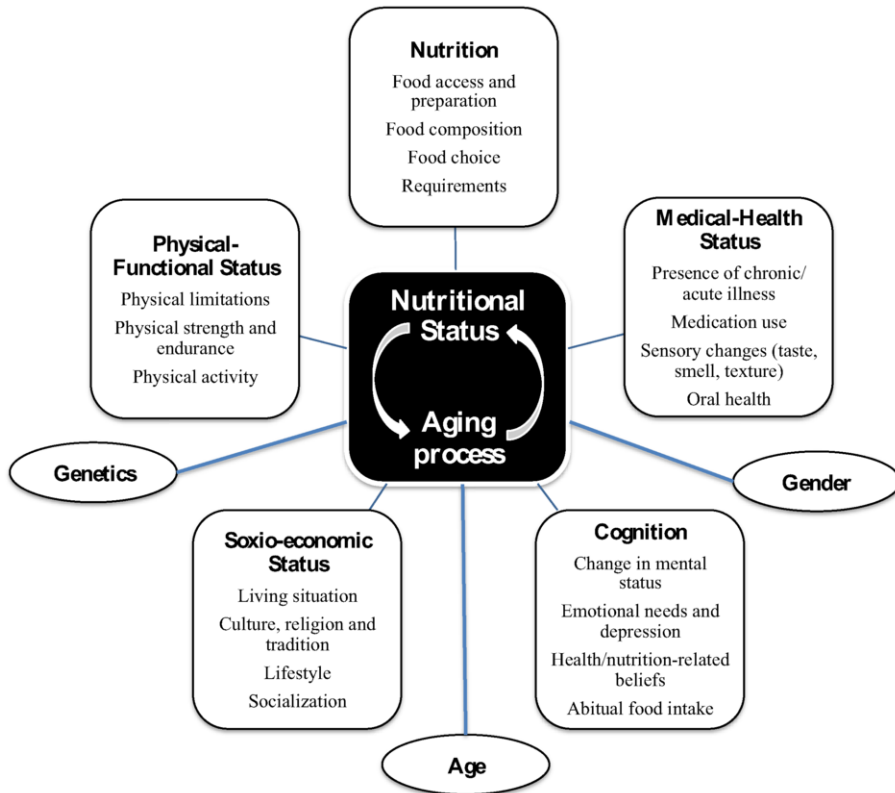 Nutrition
Food access and
preparation
Food composition
Food choice
Requirements
Physical-
Functional Status
Physical limitations
Physical strength and
endurance
Physical activity
Medical-Health
Status
Presence of chronic/
acute illness
Medication use
Sensory changes (taste,
smell, texture)
Oral health
Nutritional
Status
Aging
process
Genetics
Gender
Soxio-economic
Status
Living situation
Culture, religion and
tradition
Lifestyle
Socialization
Cognition
Change in mental
status
Emotional needs and
depression
Health/nutrition-related
beliefs
Abitual food intake
Age